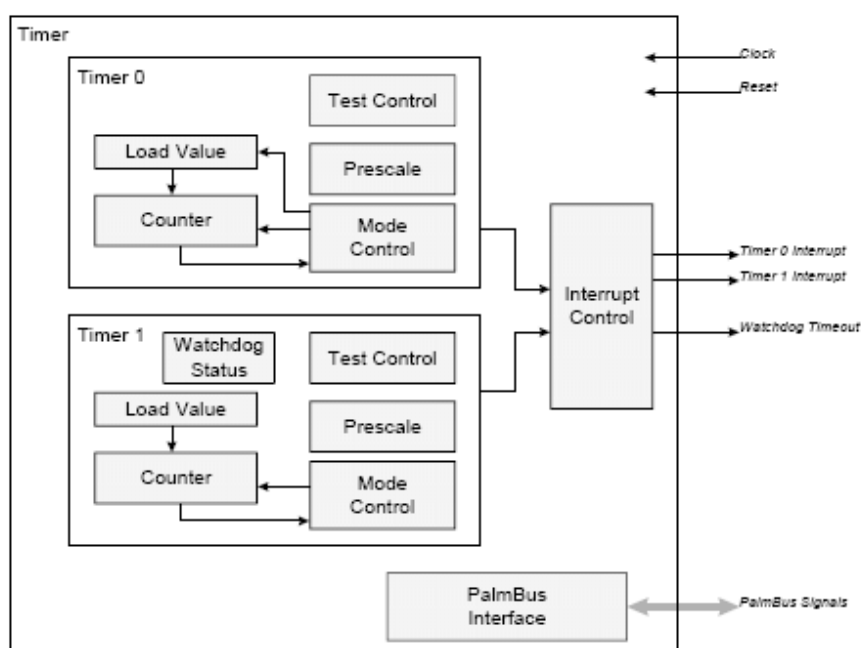 Timer
Timer 0
Test Control
Load Value
Prescale
Counter
Mode
Control
Timer 1
Watchdog
Status
Test Control
Load Value
Prescale
Counter
Mode
Control
Interrupt
Control
PalmBus
Interface
Clock
Reset
Timer 0 Interrupt
Timer 1 Interrupt
Watchdog Timeout
PalmBus Signals